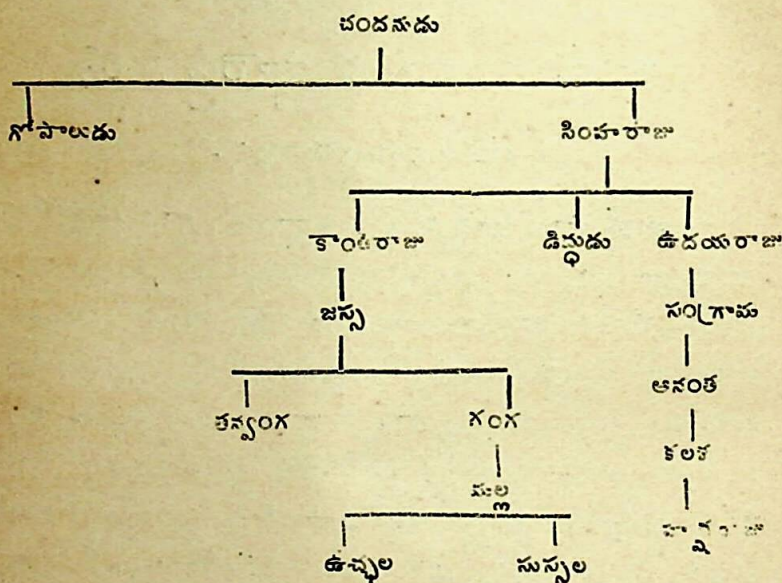 చందనుడు
గోపాలుడు సింహరాజు
కాంతిరాజు డిద్ధుడు ఉదయరాజు
జస్స సంగ్రామ
తన్వంగ గంగ అనంత
మల్ల కలశ
ఉచ్ఛల సుస్సల